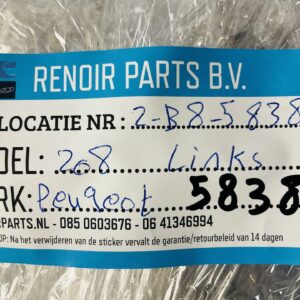 RENOIR PARTS B.V.
LOCATIE NR : 2-B8-5838
DEL: 208 Links
RK: Peugeot 5838
PARTS.NL - 085 0603676 - 06 41346994
OP: Na het verwijderen van de sticker vervalt de garantie/retourbeleid van 14 dagen